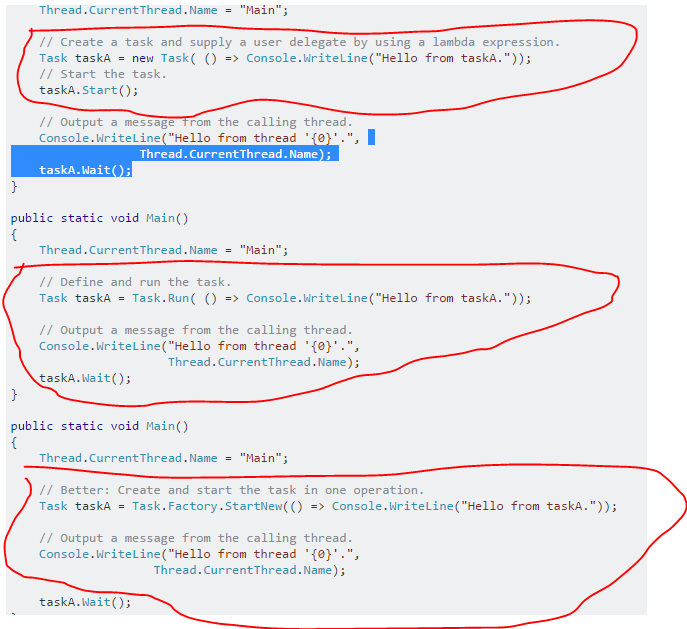 Thread.CurrentThread.Name = "Main";
// Create a task and supply a user delegate by using a lambda expression.
Task taskA = new Task( () => Console.WriteLine("Hello from taskA."));
// Start the task.
taskA.Start();
// Output a message from the calling thread.
Console.WriteLine("Hello from thread '{0}'.",
Thread.CurrentThread.Name);
taskA.Wait();
}
public static void Main()
{
Thread.CurrentThread.Name = "Main";
// Define and run the task.
Task taskA = Task.Run( () => Console.WriteLine("Hello from taskA."));
// Output a message from the calling thread.
Console.WriteLine("Hello from thread '{0}'.",
Thread.CurrentThread.Name);
taskA.Wait();
}
public static void Main()
{
Thread.CurrentThread.Name = "Main";
// Better: Create and start the task in one operation.
Task taskA = Task.Factory.StartNew(() => Console.WriteLine("Hello from taskA."));
// Output a message from the calling thread.
Console.WriteLine("Hello from thread '{0}'.",
Thread.CurrentThread.Name);
taskA.Wait();